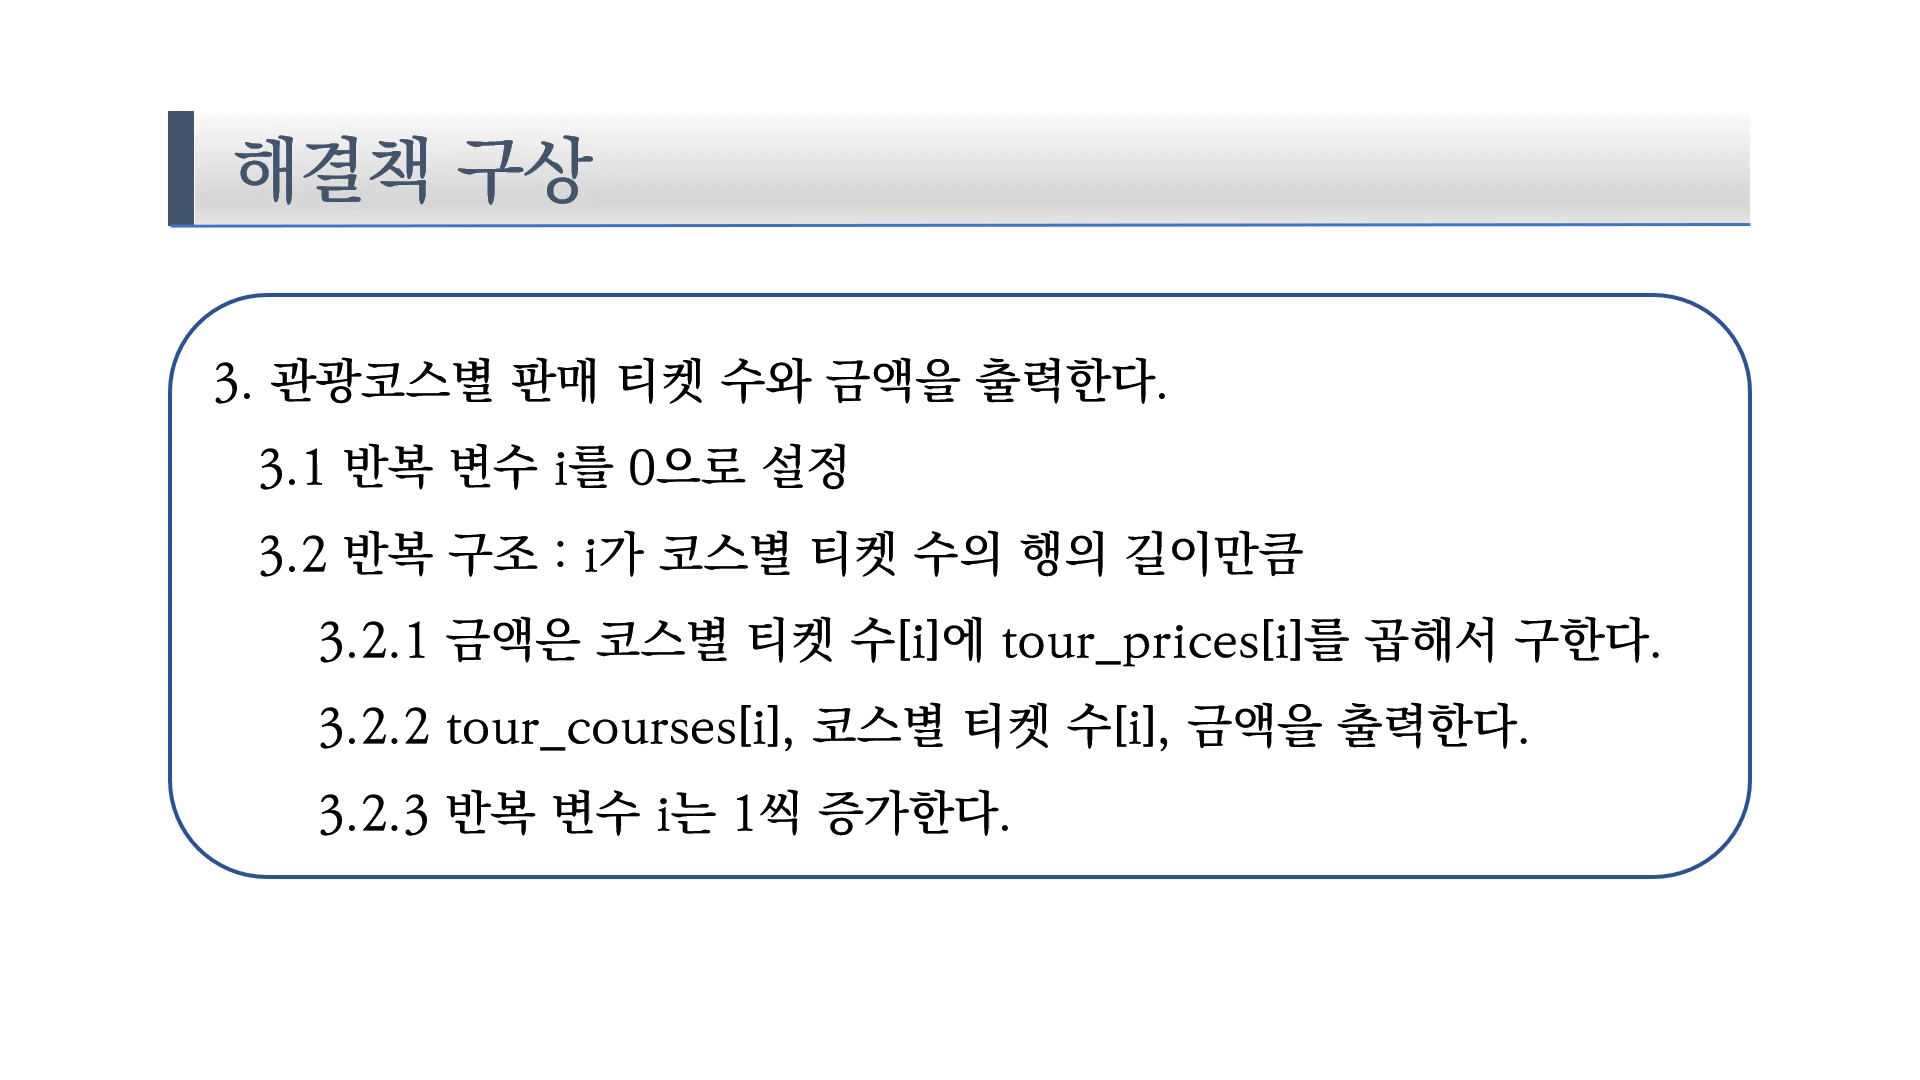 해결책 구상
3. 관광코스별 판매 티켓 수와 금액을 출력한다.
3.1 반복 변수 i를 0으로 설정
3.2 반복 구조 : i가 코스별 티켓 수의 행의 길이만큼
3.2.1 금액은 코스별 티켓 수[i]에 tour_prices[i]를 곱해서 구한다.
3.2.2 tour_courses[i], 코스별 티켓 수[i], 금액을 출력한다.
3.2.3 반복 변수 i는 1씩 증가한다.